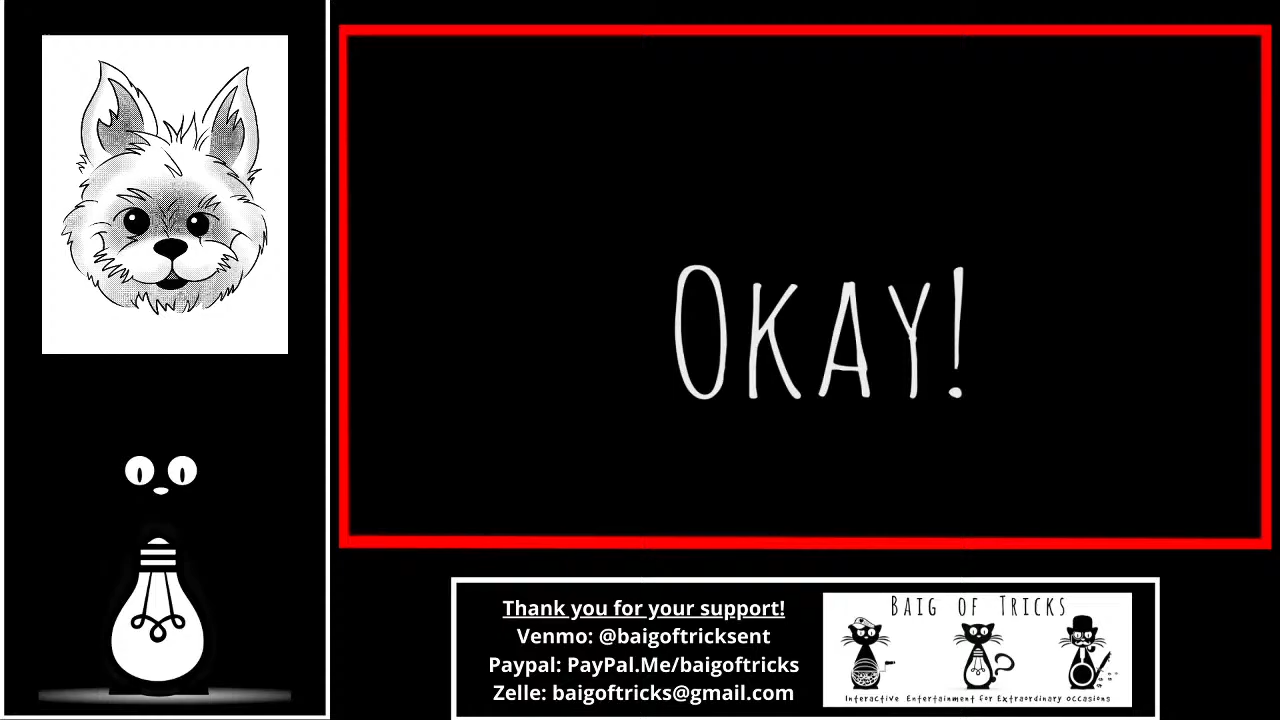 OKAY!
Thank you for your support!
Venmo: @baigoftricksent
Paypal: PayPal.Me/baigoftricks
Zelle: baigoftricks@gmail.com
BAIG OF TRICKS
Interactive Entertainment for Extraordinary occasions